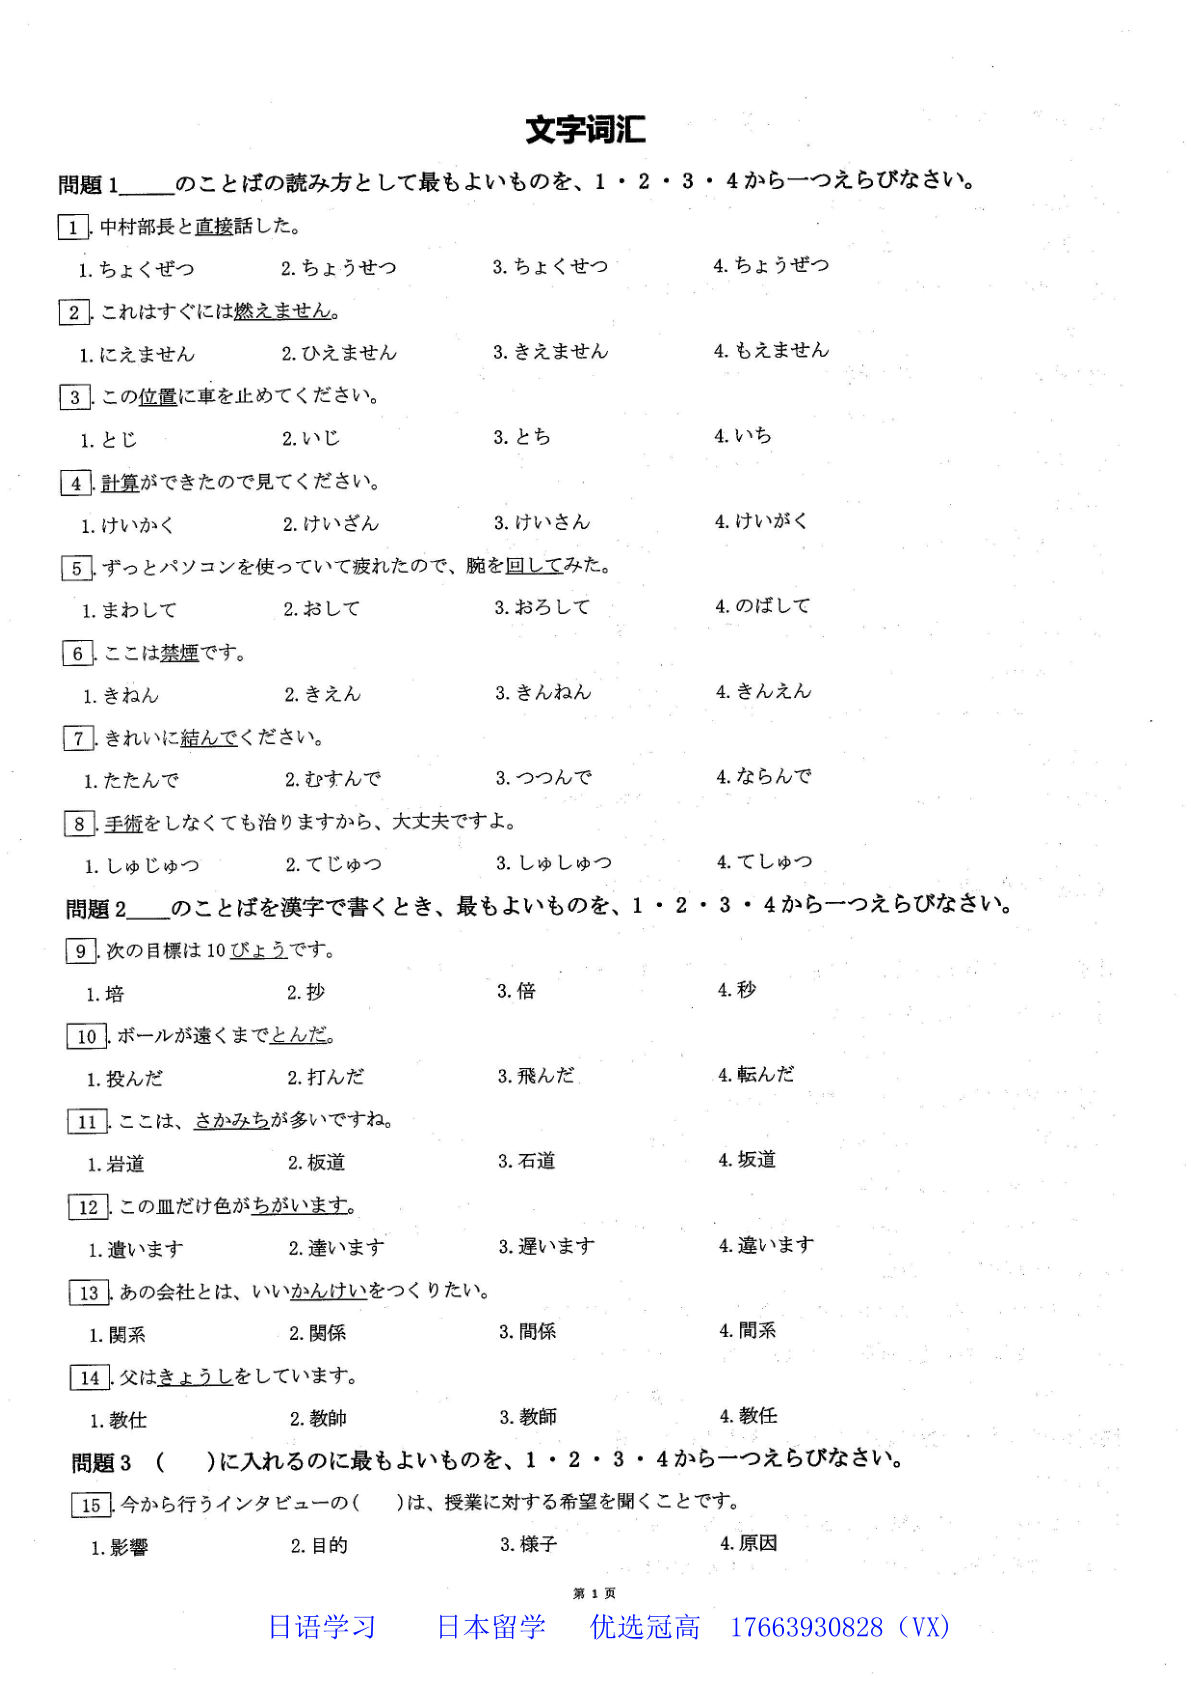 文字词汇
問題1____のことばの読み方として最もよいものを、1・2・3・4から一つえらびなさい。
1. 中村部長と直接話した。
1. ちょくぜつ 2. ちょうせつ 3. ちょくせつ 4. ちょうぜつ
2. これはすぐには燃えません。
1. にえません 2. ひえません 3. きえません 4. もえません
3. この位置に車を止めてください。
1. とじ 2. いじ 3. とち 4. いち
4. 計算ができたので見てください。
1. けいかく 2. けいざん 3. けいさん 4. けいがく
5. ずっとパソコンを使っていて疲れたので、腕を回してみた。
1. まわして 2. おして 3. おろして 4. のばして
6. ここは禁煙です。
1. きねん 2. きえん 3. きんねん 4. きんえん
7. きれいに結んでください。
1. たたんで 2. むすんで 3. つつんで 4. ならんで
8. 手術をしなくても治りますから、大丈夫ですよ。
1. しゅじゅつ 2. てじゅつ 3. しゅしゅつ 4. てしゅつ
問題2____のことばを漢字で書くとき、最もよいものを、1・2・3・4から一つえらびなさい。
9. 次の目標は10びょうです。
1. 培 2. 抄 3. 倍 4. 秒
10. ボールが遠くまでとんだ。
1. 投んだ 2. 打んだ 3. 飛んだ 4. 転んだ
11. ここは、さかみちが多いですね。
1. 岩道 2. 板道 3. 石道 4. 坂道
12. この皿だけ色がちがいます。
1. 遣います 2. 達います 3. 遅います 4. 違います
13. あの会社とは、いいかんけいをつくりたい。
1. 関系 2. 関係 3. 間係 4. 間系
14. 父はきょうしをしています。
1. 教仕 2. 教帥 3. 教師 4. 教任
問題3 (　　)に入れるのに最もよいものを、1・2・3・4から一つえらびなさい。
15. 今から行うインタビューの(　　)は、授業に対する希望を聞くことです。
1. 影響 2. 目的 3. 様子 4. 原因
第 1 页
日语学习 日本留学 优选冠高 17663930828（VX)